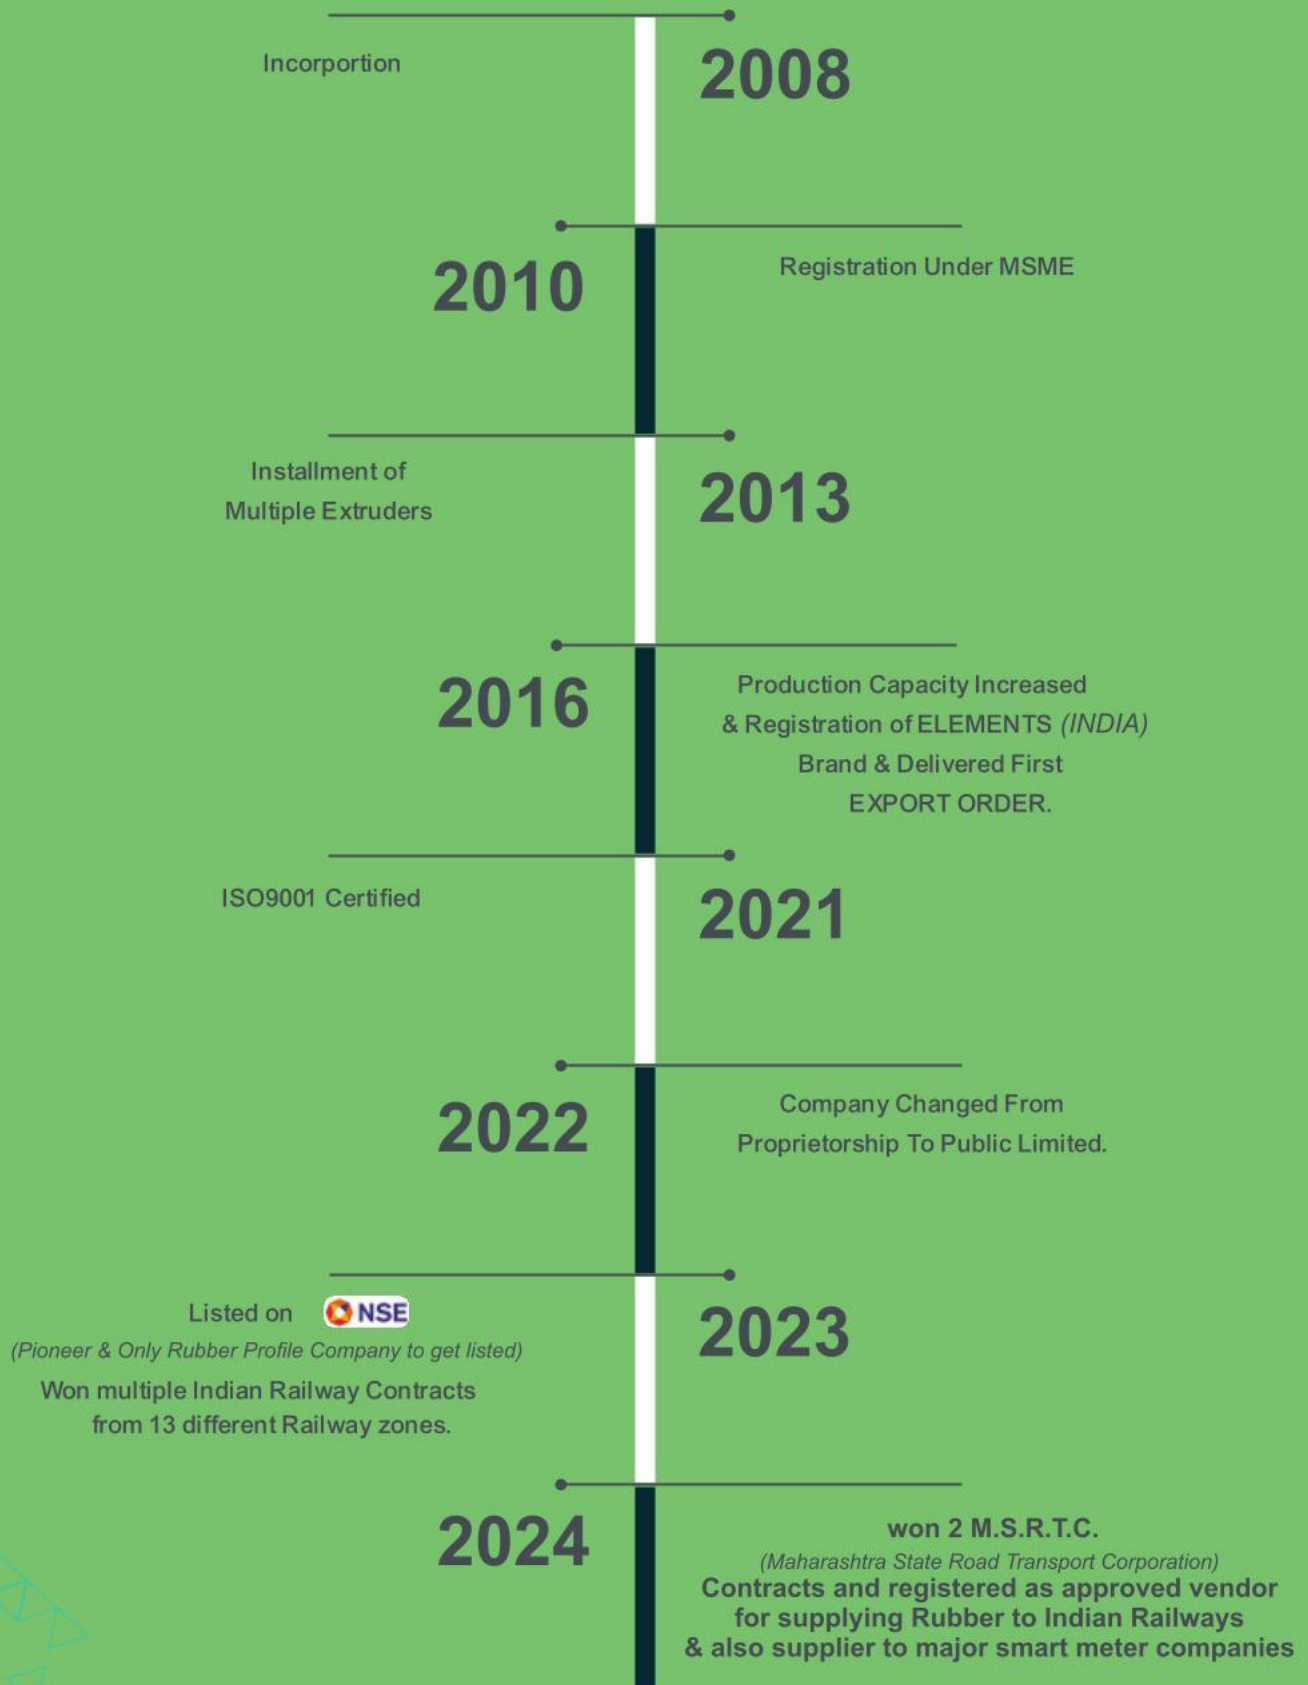 Incorportion
2008
2010
Registration Under MSME
Installment of
Multiple Extruders
2013
2016
Production Capacity Increased
& Registration of ELEMENTS (INDIA)
Brand & Delivered First
EXPORT ORDER.
ISO9001 Certified
2021
2022
Company Changed From
Proprietorship To Public Limited.
Listed on NSE
(Pioneer & Only Rubber Profile Company to get listed)
Won multiple Indian Railway Contracts
from 13 different Railway zones.
2023
2024
won 2 M.S.R.T.C.
(Maharashtra State Road Transport Corporation)
Contracts and registered as approved vendor
for supplying Rubber to Indian Railways
& also supplier to major smart meter companies